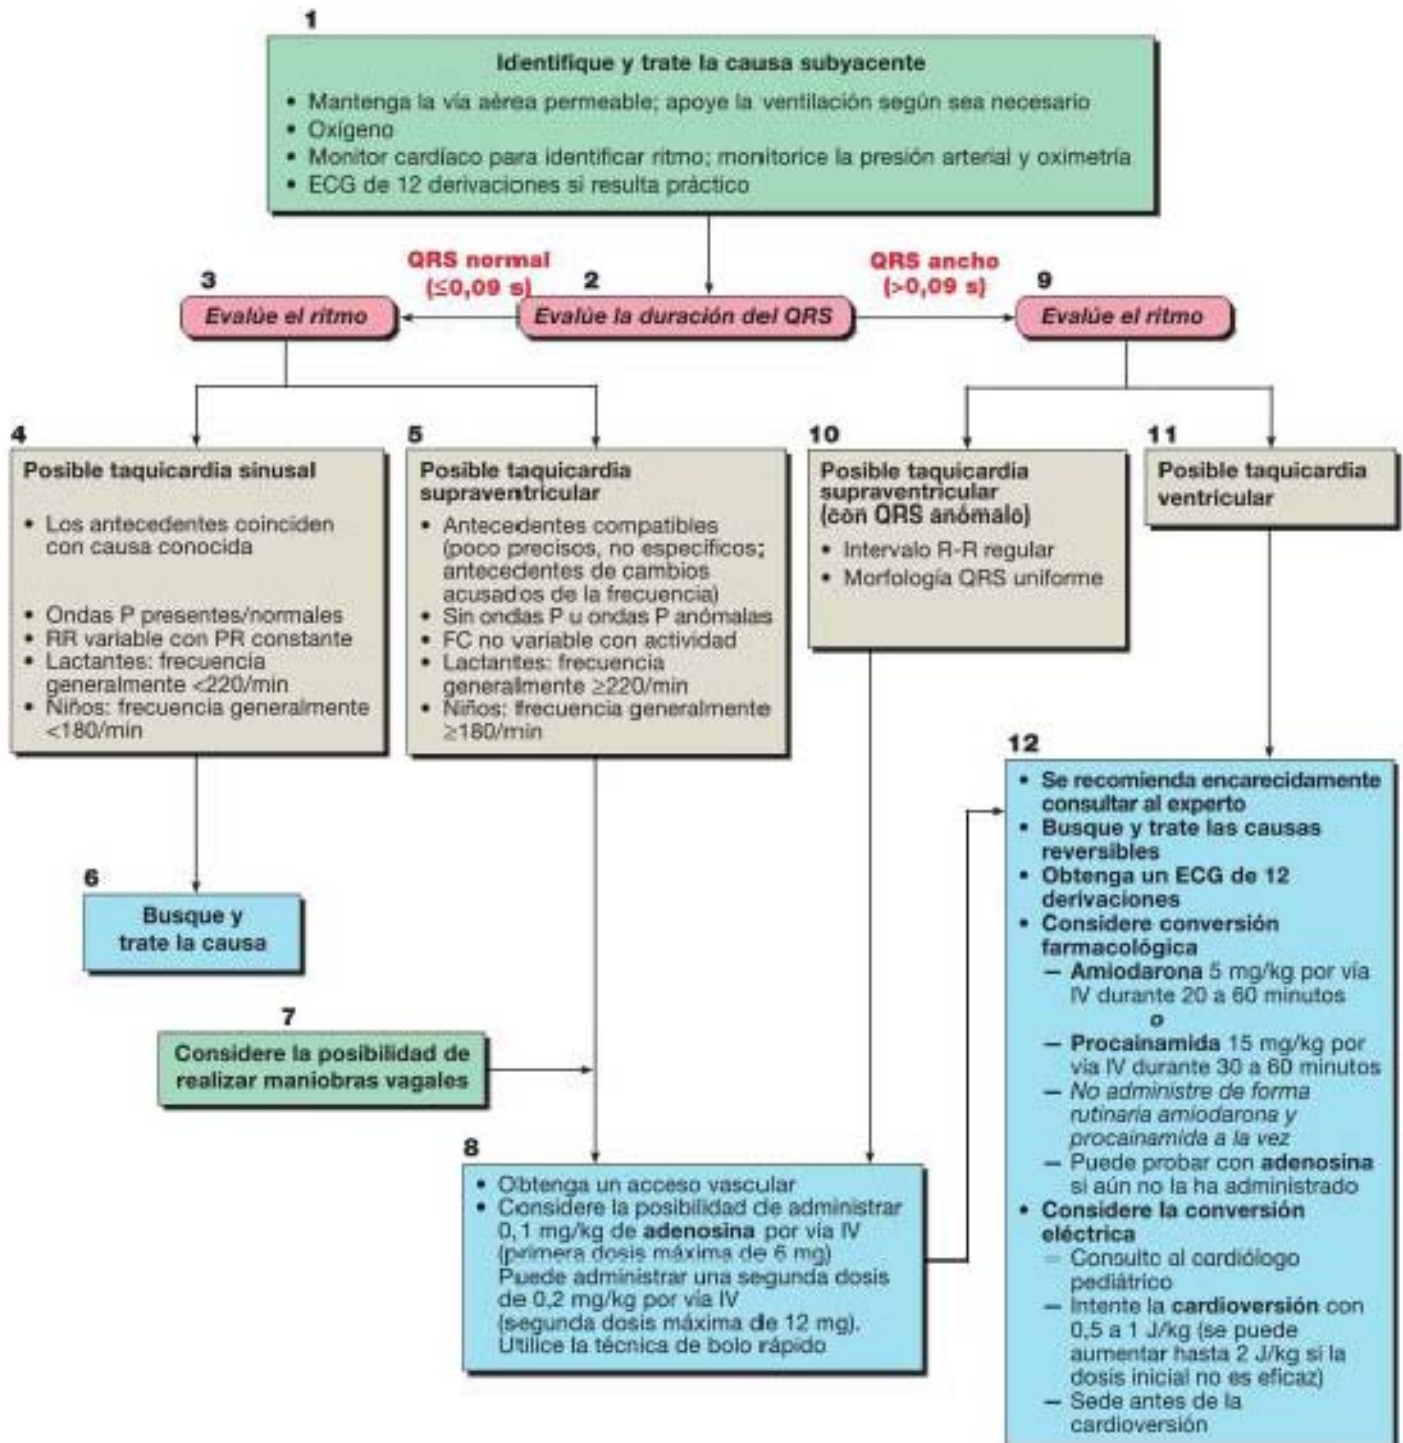 1
Identifique y trate la causa subyacente
• Mantenga la vía aérea permeable; apoye la ventilación según sea necesario
• Oxígeno
• Monitor cardíaco para identificar ritmo; monitorice la presión arterial y oximetría
• ECG de 12 derivaciones si resulta práctico
QRS normal
(≤0,09 s)
QRS ancho
(>0,09 s)
3
Evalúe el ritmo
2
Evalúe la duración del QRS
9
Evalúe el ritmo
4
Posible taquicardia sinusal
• Los antecedentes coinciden
con causa conocida
• Ondas P presentes/normales
• RR variable con PR constante
• Lactantes: frecuencia
generalmente <220/min
• Niños: frecuencia generalmente
<180/min
5
Posible taquicardia
supraventricular
• Antecedentes compatibles
(poco precisos, no específicos;
antecedentes de cambios
acusados de la frecuencia)
• Sin ondas P u ondas P anómalas
• FC no variable con actividad
• Lactantes: frecuencia
generalmente ≥220/min
• Niños: frecuencia generalmente
≥180/min
10
Posible taquicardia
supraventricular
(con QRS anómalo)
• Intervalo R-R regular
• Morfología QRS uniforme
11
Posible taquicardia
ventricular
6
Busque y
trate la causa
7
Considere la posibilidad de
realizar maniobras vagales
8
• Obtenga un acceso vascular
• Considere la posibilidad de administrar
0,1 mg/kg de adenosina por vía IV
(primera dosis máxima de 6 mg)
Puede administrar una segunda dosis
de 0,2 mg/kg por vía IV
(segunda dosis máxima de 12 mg).
Utilice la técnica de bolo rápido
12
• Se recomienda encarecidamente
consultar al experto
• Busque y trate las causas
reversibles
• Obtenga un ECG de 12
derivaciones
• Considere conversión
farmacológica
— Amiodarona 5 mg/kg por vía
IV durante 20 a 60 minutos
o
— Procainamida 15 mg/kg por
vía IV durante 30 a 60 minutos
— No administre de forma
rutinaria amiodarona y
procainamida a la vez
— Puede probar con adenosina
si aún no la ha administrado
• Considere la conversión
eléctrica
— Consulto al cardiólogo
pediátrico
— Intente la cardioversión con
0,5 a 1 J/kg (se puede
aumentar hasta 2 J/kg si la
dosis inicial no es eficaz)
— Sede antes de la
cardioversión